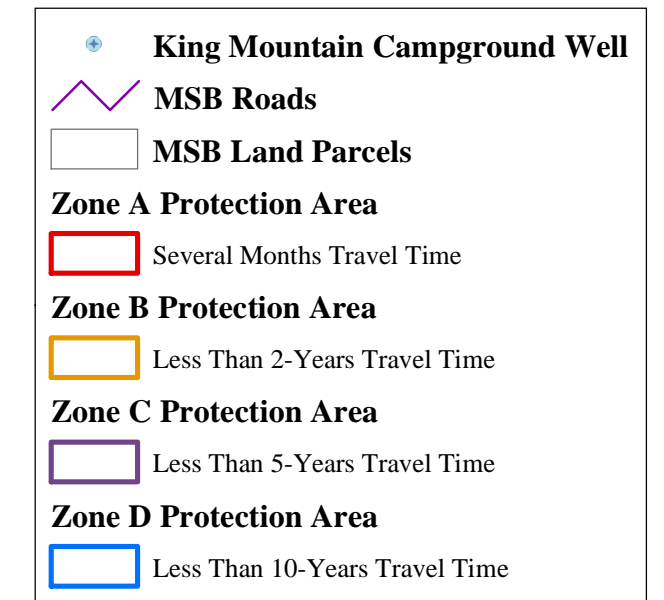 King Mountain Campground Well
MSB Roads
MSB Land Parcels
Zone A Protection Area
Several Months Travel Time
Zone B Protection Area
Less Than 2-Years Travel Time
Zone C Protection Area
Less Than 5-Years Travel Time
Zone D Protection Area
Less Than 10-Years Travel Time